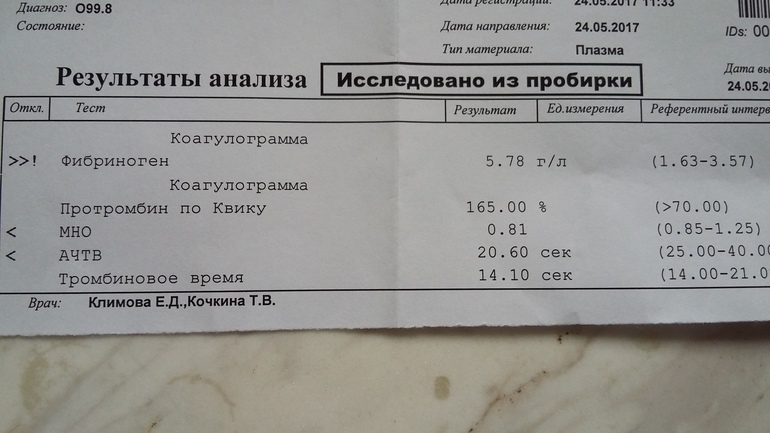 Диагноз: O99.8
Дата регистрации: 24.05.2017 11:33
Состояние:
Дата направления: 24.05.2017
IDs: 00
Тип материала: Плазма
Результаты анализа Исследовано из пробирки
Дата вы
24.05.20
Откл. Тест Результат Ед.измерения Референтный интерв
Коагулограмма
>>! Фибриноген 5.78 г/л (1.63-3.57)
Коагулограмма
Протромбин по Квику 165.00 % (>70.00)
< МНО 0.81 (0.85-1.25)
< АЧТВ 20.60 сек (25.00-40.00
Тромбиновое время 14.10 сек (14.00-21.0
Врач: Климова Е.Д.,Кочкина Т.В.